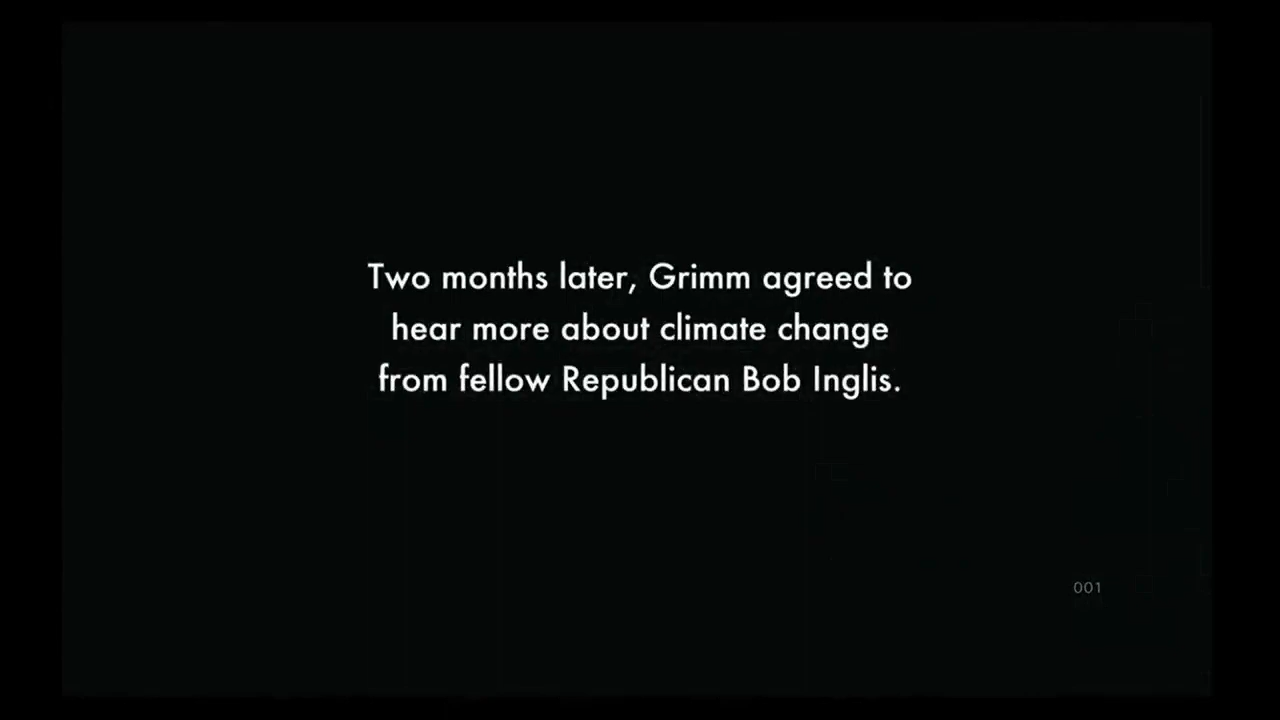 Two months later, Grimm agreed to
hear more about climate change
from fellow Republican Bob Inglis.
001